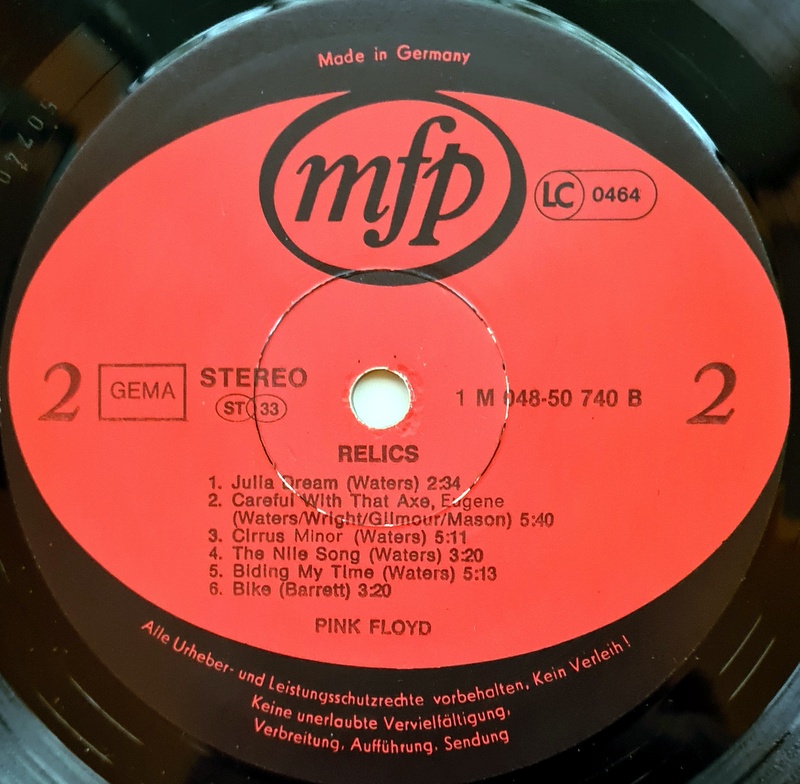 Made in Germany
mfp
LC 0464
2 GEMA STEREO
ST 33
1 M 048-50 740 B 2
RELICS
1. Julia Dream (Waters) 2:34
2. Careful With That Axe, Eugene
(Waters/Wright/Gilmour/Mason) 5:40
3. Cirrus Minor (Waters) 5:11
4. The Nile Song (Waters) 3:20
5. Biding My Time (Waters) 5:13
6. Bike (Barrett) 3:20
PINK FLOYD
Alle Urheber- und Leistungsschutzrechte vorbehalten, Kein Verleih!
Keine unerlaubte Vervielfältigung,
Verbreitung, Aufführung, Sendung